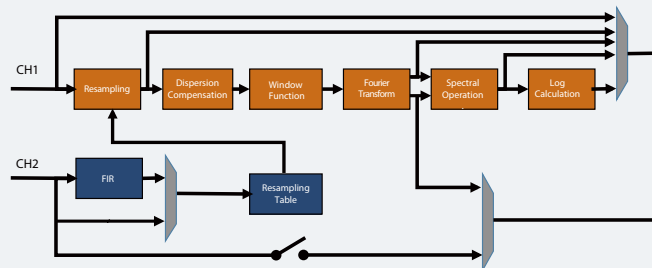 CH1
Resampling
Dispersion
Compensation
Window
Function
Fourier
Transform
Spectral
Operation
Log
Calculation
CH2
FIR
Resampling
Table